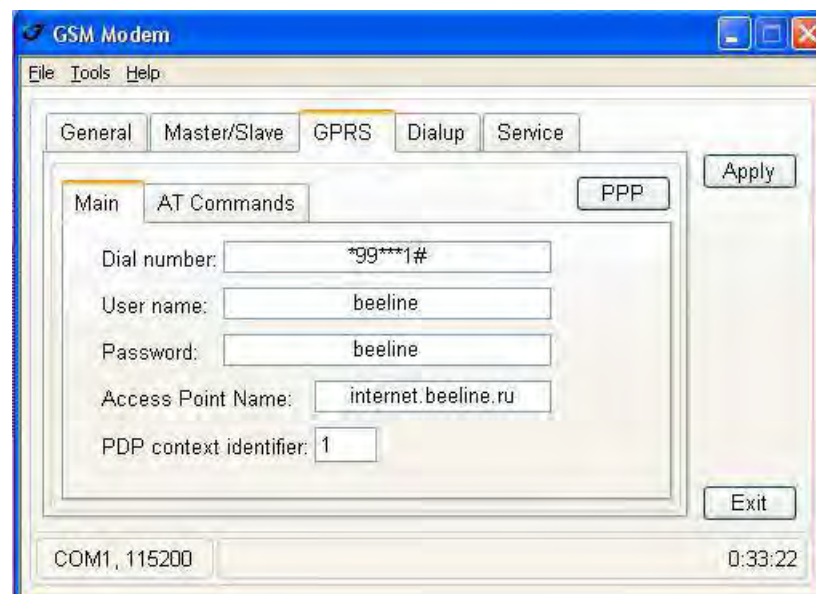 GSM Modem
File Tools Help
General Master/Slave GPRS Dialup Service
Apply
Main AT Commands PPP
Dial number: *99***1#
User name: beeline
Password: beeline
Access Point Name: internet.beeline.ru
PDP context identifier: 1
Exit
COM1, 115200 0:33:22